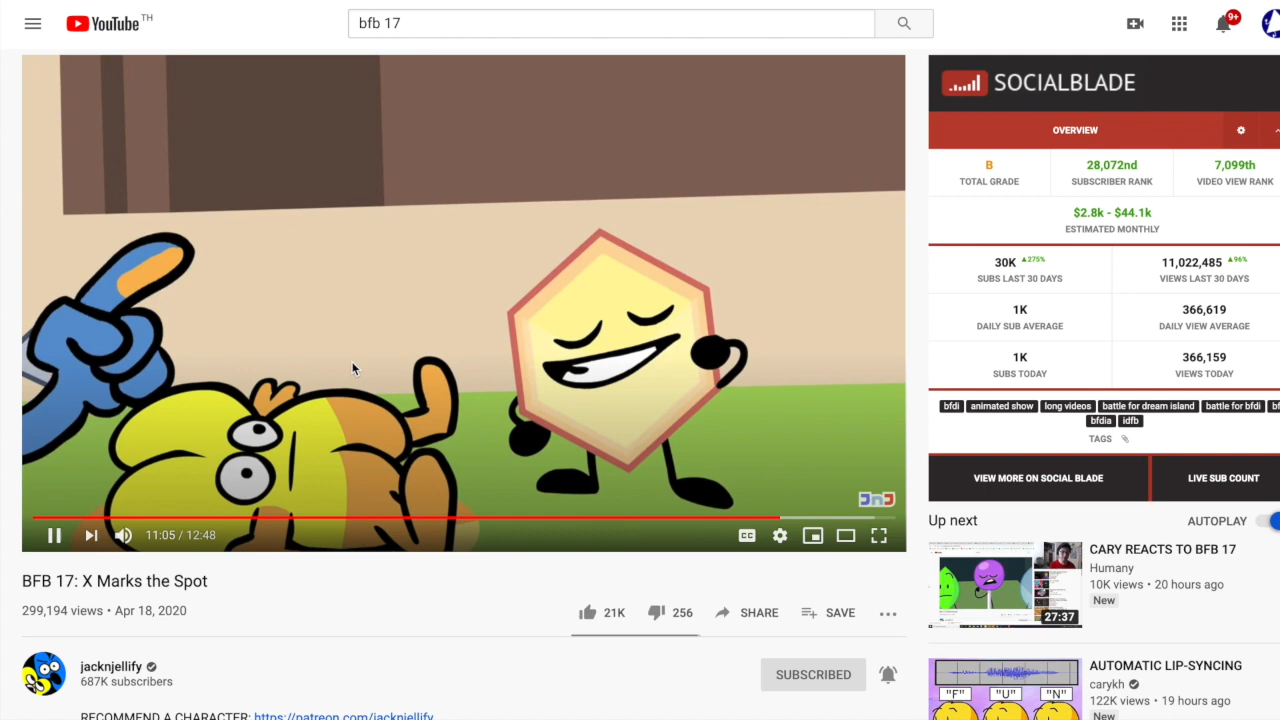 YouTube TH
bfb 17
9+
SOCIALBLADE
OVERVIEW
B
TOTAL GRADE
28,072nd
SUBSCRIBER RANK
7,099th
VIDEO VIEW RANK
$2.8k - $44.1k
ESTIMATED MONTHLY
30K ▲275%
SUBS LAST 30 DAYS
11,022,485 ▲96%
VIEWS LAST 30 DAYS
1K
DAILY SUB AVERAGE
366,619
DAILY VIEW AVERAGE
1K
SUBS TODAY
366,159
VIEWS TODAY
bfdi animated show long videos battle for dream island battle for bfdi
bfdia idfb
TAGS
VIEW MORE ON SOCIAL BLADE
LIVE SUB COUNT
11:05 / 12:48
CC
BFB 17: X Marks the Spot
299,194 views • Apr 18, 2020
21K 256 SHARE SAVE
jacknjellify
687K subscribers
SUBSCRIBED
RECOMMEND A CHARACTER: https://patreon.com/jacknjellify
Up next
AUTOPLAY
CARY REACTS TO BFB 17
Humany
10K views • 20 hours ago
New
27:37
AUTOMATIC LIP-SYNCING
carykh
122K views • 19 hours ago
New
"F" "U" "N"